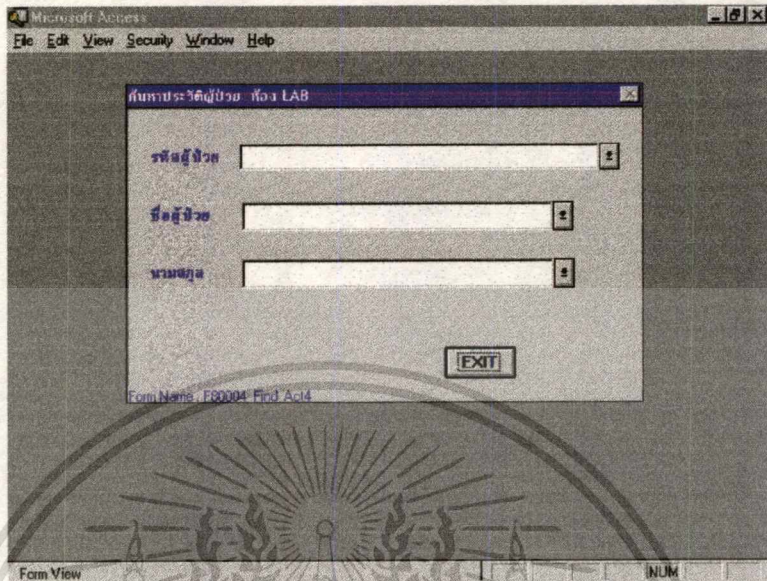 Microsoft Access
File Edit View Security Window Help
ค้นหาประวัติผู้ป่วย ห้อง LAB
รหัสผู้ป่วย
ชื่อผู้ป่วย
นามสกุล
EXIT
Form Name : F80004 Find Act4
Form View NUM